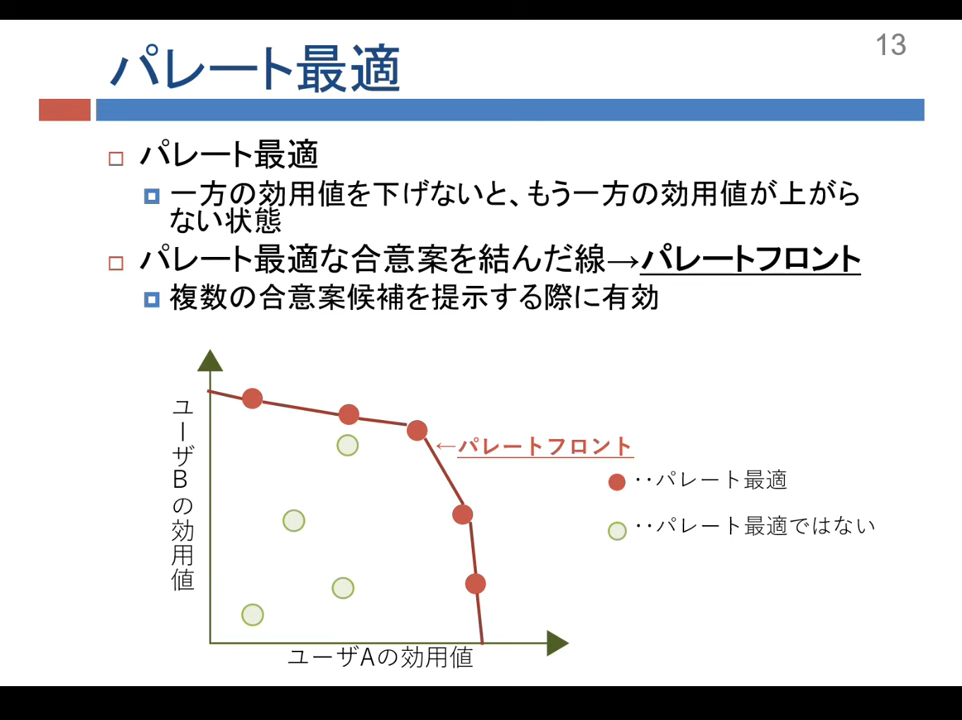 13
パレート最適
パレート最適
一方の効用値を下げないと、もう一方の効用値が上がら
ない状態
パレート最適な合意案を結んだ線→パレートフロント
複数の合意案候補を提示する際に有効
ユーザBの効用値
←パレートフロント
‥パレート最適
‥パレート最適ではない
ユーザAの効用値